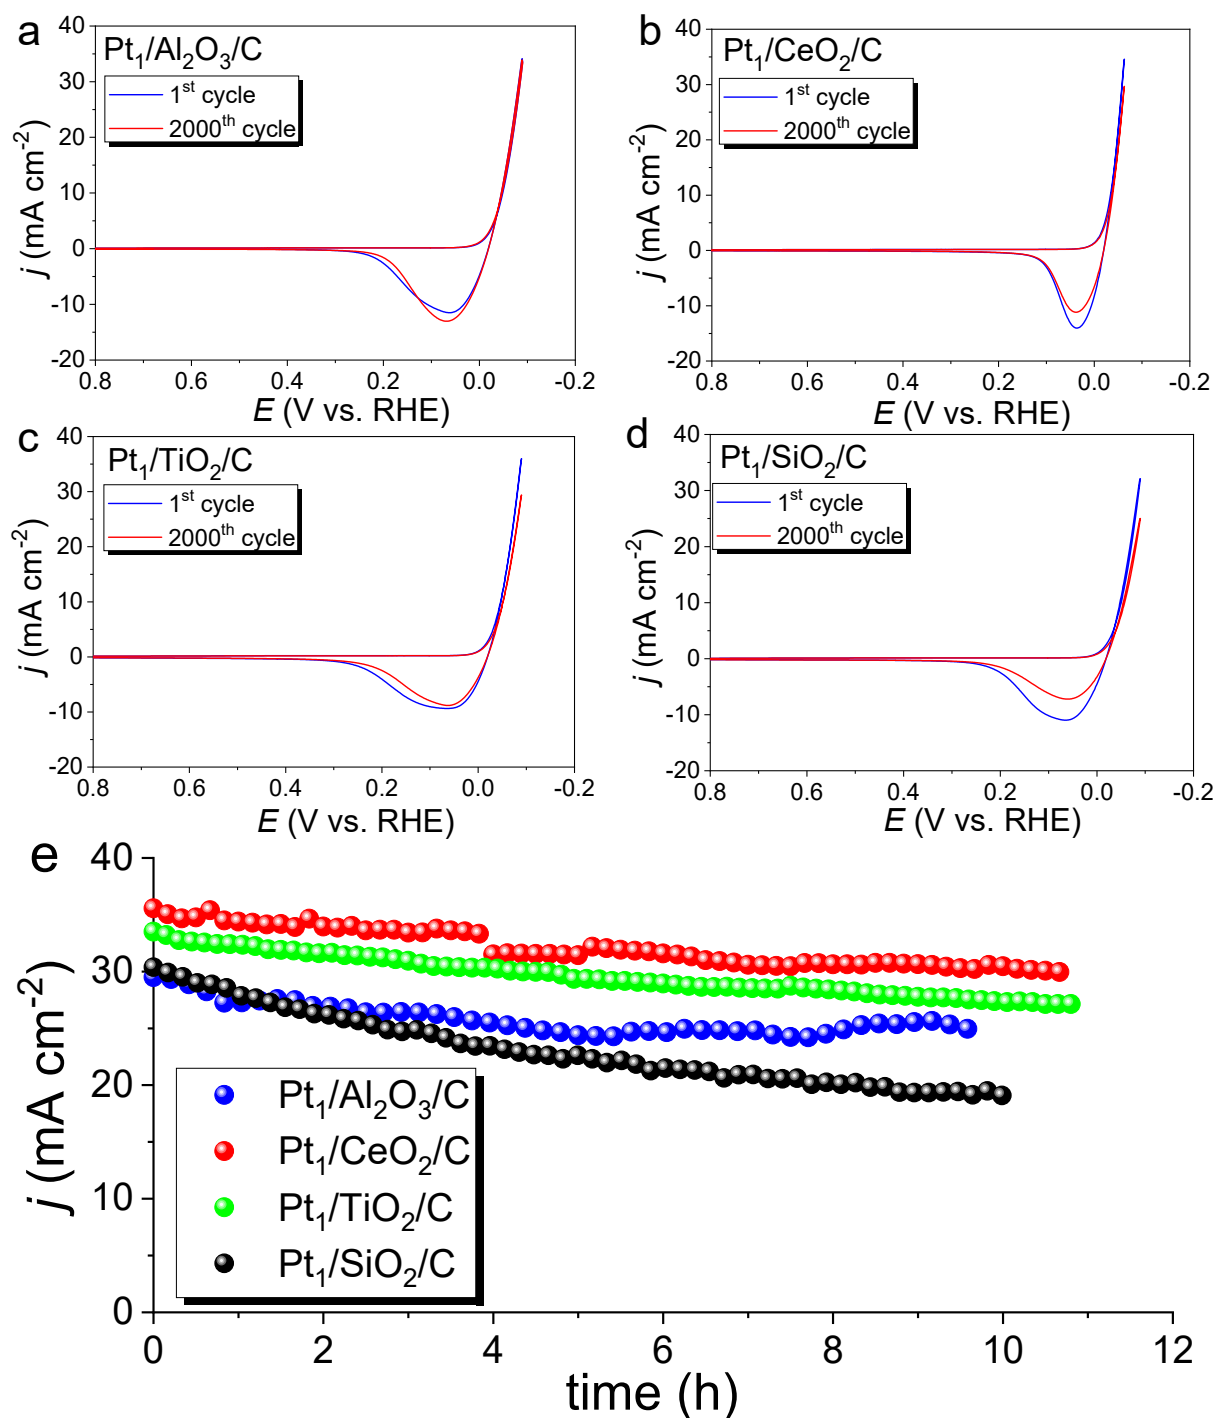 a
Pt₁/Al₂O₃/C
1ˢᵗ cycle
2000ᵗʰ cycle
40
30
20
10
0
-10
-20
0.8 0.6 0.4 0.2 0.0 -0.2
j (mA cm⁻²)
E (V vs. RHE)
b
Pt₁/CeO₂/C
1ˢᵗ cycle
2000ᵗʰ cycle
40
30
20
10
0
-10
-20
0.8 0.6 0.4 0.2 0.0 -0.2
j (mA cm⁻²)
E (V vs. RHE)
c
Pt₁/TiO₂/C
1ˢᵗ cycle
2000ᵗʰ cycle
40
30
20
10
0
-10
-20
0.8 0.6 0.4 0.2 0.0 -0.2
j (mA cm⁻²)
E (V vs. RHE)
d
Pt₁/SiO₂/C
1ˢᵗ cycle
2000ᵗʰ cycle
40
30
20
10
0
-10
-20
0.8 0.6 0.4 0.2 0.0 -0.2
j (mA cm⁻²)
E (V vs. RHE)
e
40
30
20
10
0
j (mA cm⁻²)
Pt₁/Al₂O₃/C
Pt₁/CeO₂/C
Pt₁/TiO₂/C
Pt₁/SiO₂/C
0 2 4 6 8 10 12
time (h)